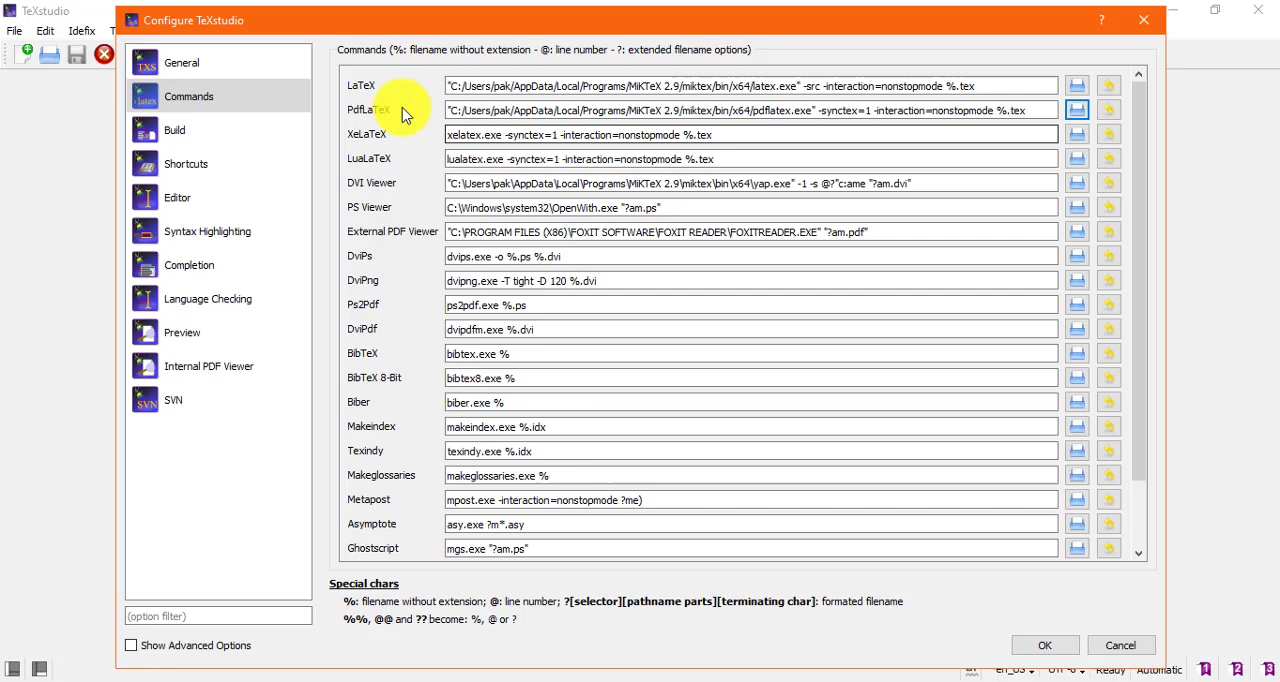 TeXstudio
File Edit Idefix
Configure TeXstudio
?
TXS General
latex Commands
Build
Shortcuts
Editor
Syntax Highlighting
Completion
Language Checking
Preview
Internal PDF Viewer
SVN SVN
(option filter)
Show Advanced Options
Commands (%: filename without extension - @: line number - ?: extended filename options)
LaTeX "C:/Users/pak/AppData/Local/Programs/MiKTeX 2.9/miktex/bin/x64/latex.exe" -src -interaction=nonstopmode %.tex
PdfLaTeX "C:/Users/pak/AppData/Local/Programs/MiKTeX 2.9/miktex/bin/x64/pdflatex.exe" -synctex=1 -interaction=nonstopmode %.tex
XeLaTeX xelatex.exe -synctex=1 -interaction=nonstopmode %.tex
LuaLaTeX lualatex.exe -synctex=1 -interaction=nonstopmode %.tex
DVI Viewer "C:\Users\pak\AppData\Local\Programs\MiKTeX 2.9\miktex\bin\x64\yap.exe" -1 -s @?"c:ame "?am.dvi"
PS Viewer C:\Windows\system32\OpenWith.exe "?am.ps"
External PDF Viewer "C:\PROGRAM FILES (X86)\FOXIT SOFTWARE\FOXIT READER\FOXITREADER.EXE" "?am.pdf"
DviPs dvips.exe -o %.ps %.dvi
DviPng dvipng.exe -T tight -D 120 %.dvi
Ps2Pdf ps2pdf.exe %.ps
DviPdf dvipdfm.exe %.dvi
BibTeX bibtex.exe %
BibTeX 8-Bit bibtex8.exe %
Biber biber.exe %
Makeindex makeindex.exe %.idx
Texindy texindy.exe %.idx
Makeglossaries makeglossaries.exe %
Metapost mpost.exe -interaction=nonstopmode ?me)
Asymptote asy.exe ?m*.asy
Ghostscript mgs.exe "?am.ps"
Special chars
%: filename without extension; @: line number; ?[selector][pathname parts][terminating char]: formated filename
%%, @@ and ?? become: %, @ or ?
OK Cancel
en_US UTF-8 Ready Automatic 1 2 3